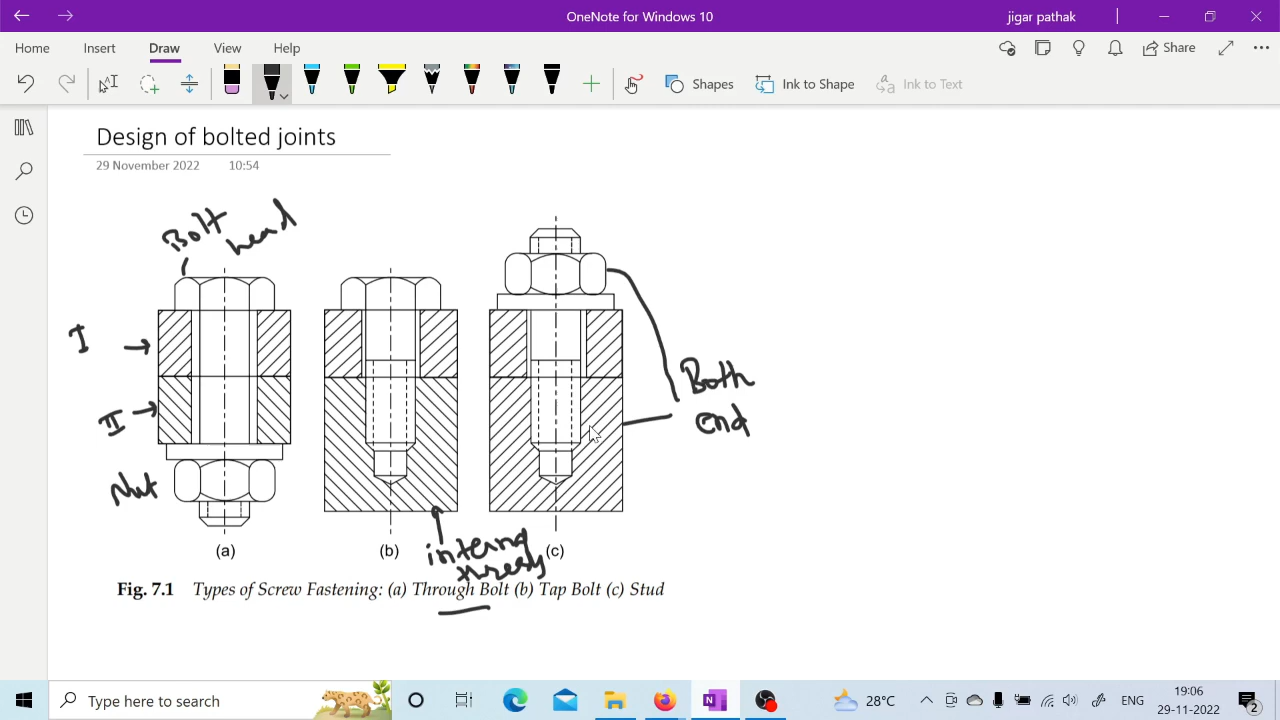 OneNote for Windows 10
jigar pathak
Home Insert Draw View Help
Share
Shapes
Ink to Shape
Ink to Text
Design of bolted joints
29 November 2022 10:54
Bolt
head
I
II
Nut
Both
end
internal
threads
(a) (b) (c)
Fig. 7.1 Types of Screw Fastening: (a) Through Bolt (b) Tap Bolt (c) Stud
Type here to search
28°C
ENG
19:06
29-11-2022
2